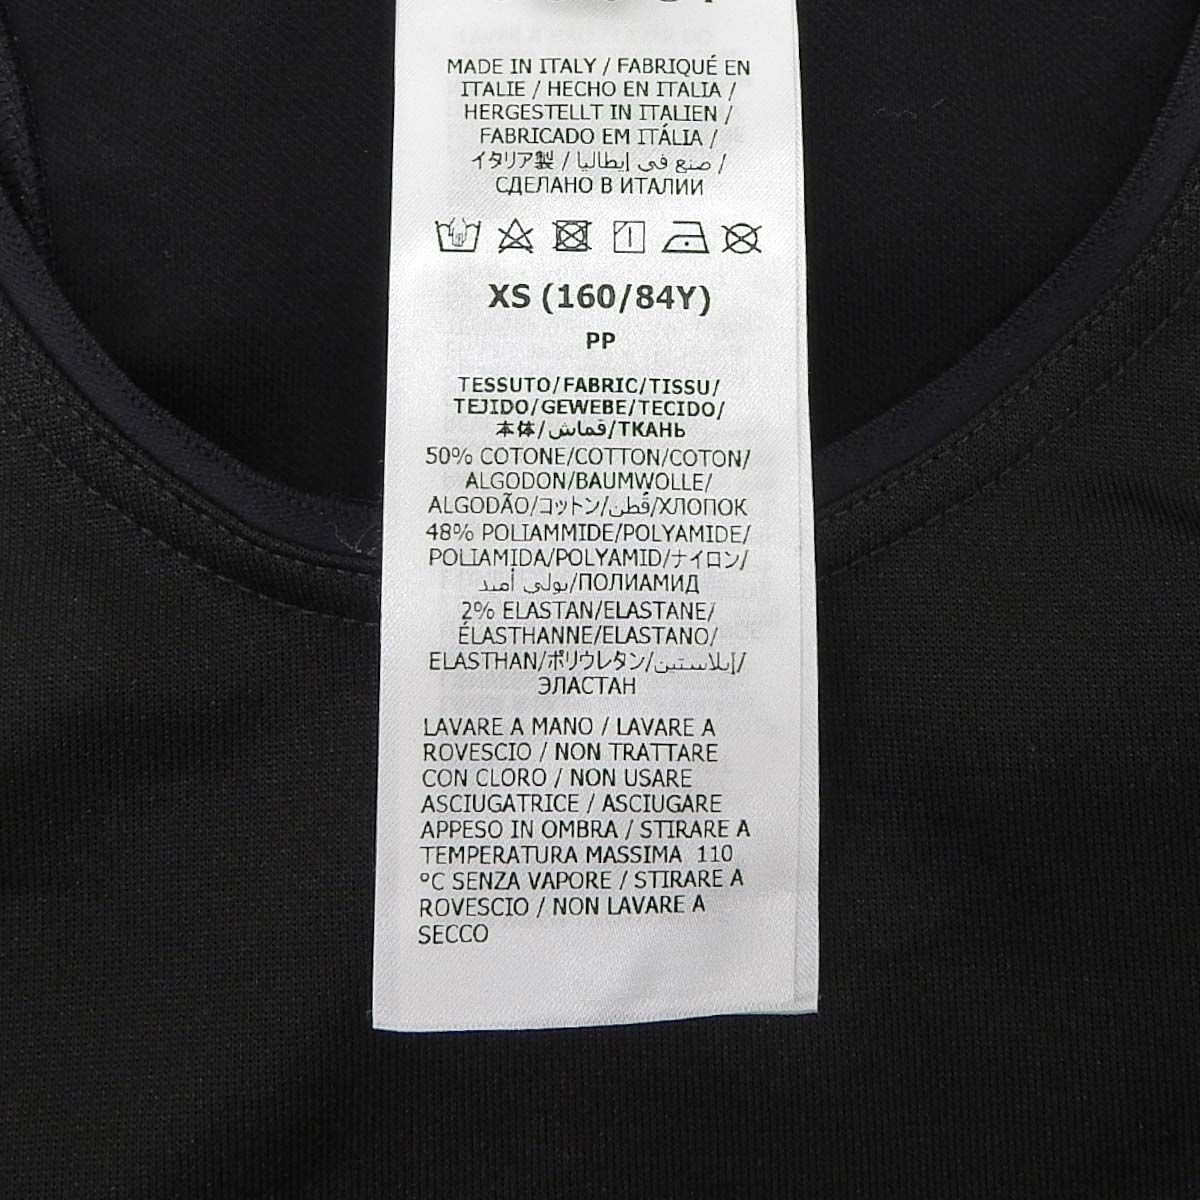 MADE IN ITALY / FABRIQUÉ EN
ITALIE / HECHO EN ITALIA /
HERGESTELLT IN ITALIEN /
FABRICADO EM ITÁLIA /
イタリア製 / صنع في إيطاليا /
СДЕЛАНО В ИТАЛИИ
XS (160/84Y)
PP
TESSUTO/FABRIC/TISSU/
TEJIDO/GEWEBE/TECIDO/
本体/قماش/ТКАНЬ
50% COTONE/COTTON/COTON/
ALGODON/BAUMWOLLE/
ALGODÃO/コットン/قطن/ХЛОПОК
48% POLIAMMIDE/POLYAMIDE/
POLIAMIDA/POLYAMID/ナイロン/
بولي أميد/ПОЛИАМИД
2% ELASTAN/ELASTANE/
ÉLASTHANNE/ELASTANO/
ELASTHAN/ポリウレタン/إيلاستين/
ЭЛАСТАН
LAVARE A MANO / LAVARE A
ROVESCIO / NON TRATTARE
CON CLORO / NON USARE
ASCIUGATRICE / ASCIUGARE
APPESO IN OMBRA / STIRARE A
TEMPERATURA MASSIMA 110
°C SENZA VAPORE / STIRARE A
ROVESCIO / NON LAVARE A
SECCO